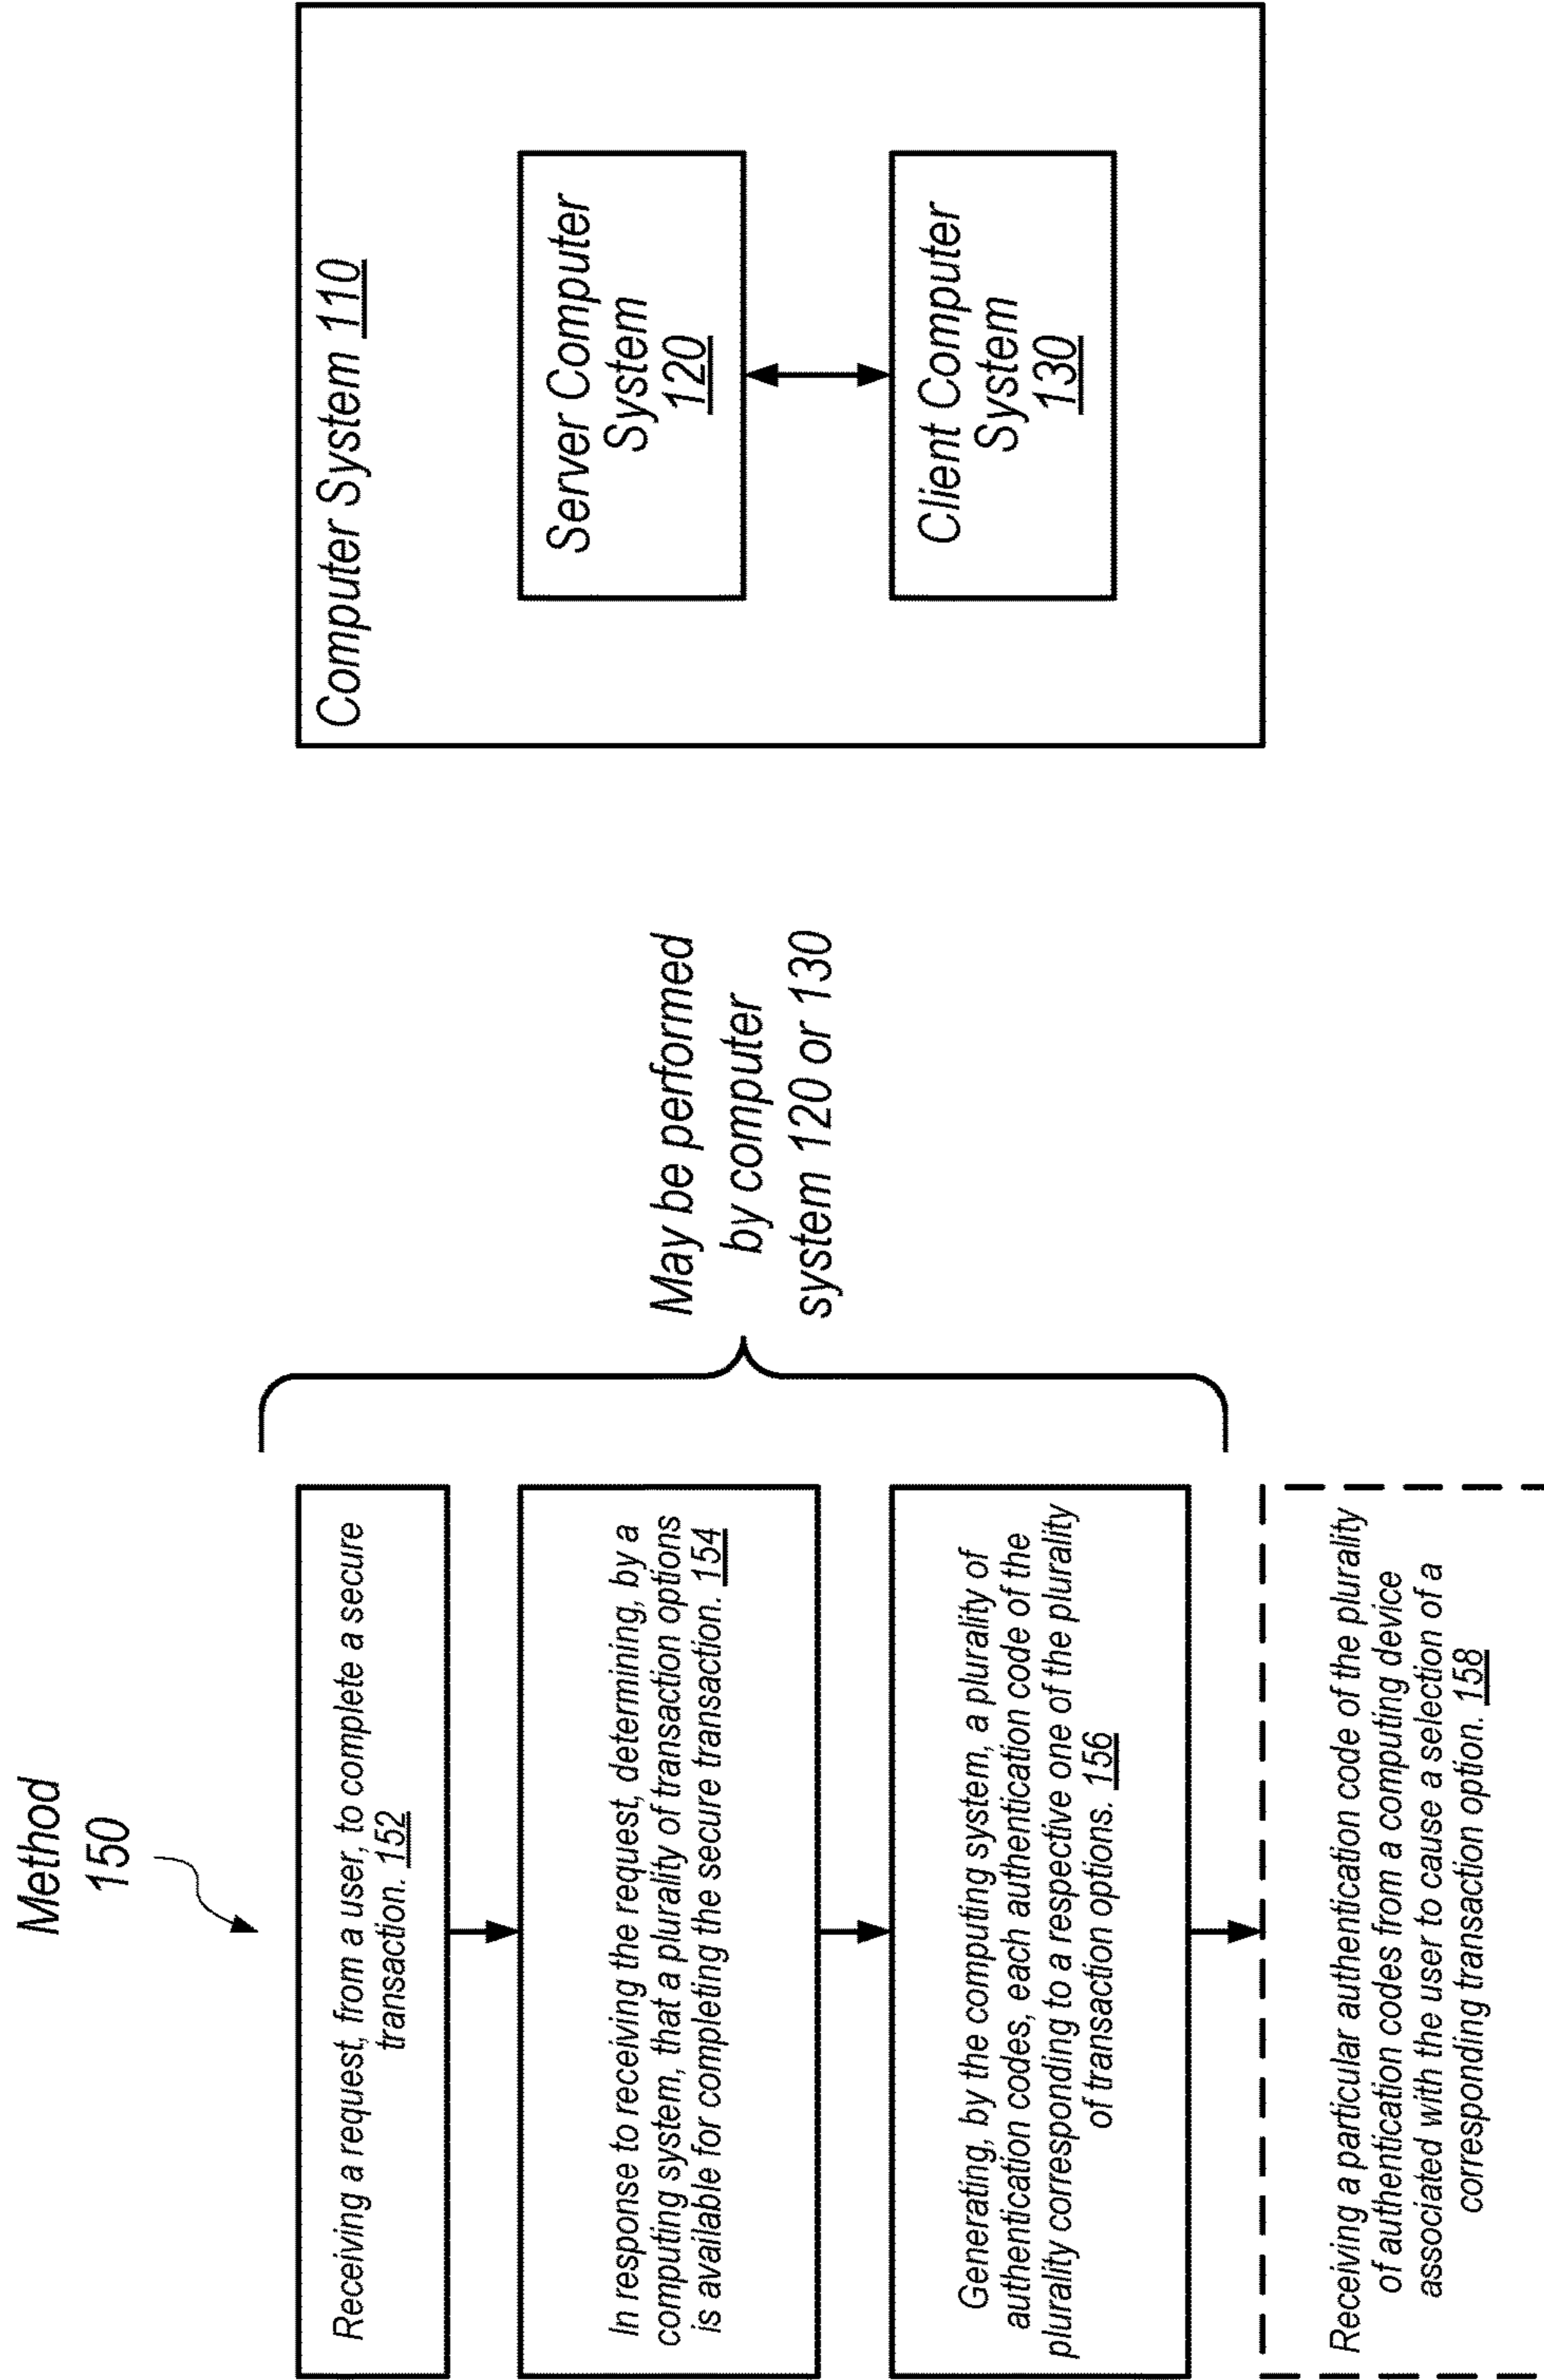 Method
150
Receiving a request, from a user, to complete a secure
transaction. 152
In response to receiving the request, determining, by a
computing system, that a plurality of transaction options
is available for completing the secure transaction. 154
Generating, by the computing system, a plurality of
authentication codes, each authentication code of the
plurality corresponding to a respective one of the plurality
of transaction options. 156
Receiving a particular authentication code of the plurality
of authentication codes from a computing device
associated with the user to cause a selection of a
corresponding transaction option. 158
May be performed
by computer
system 120 or 130
Computer System 110
Server Computer
System
120
Client Computer
System
130